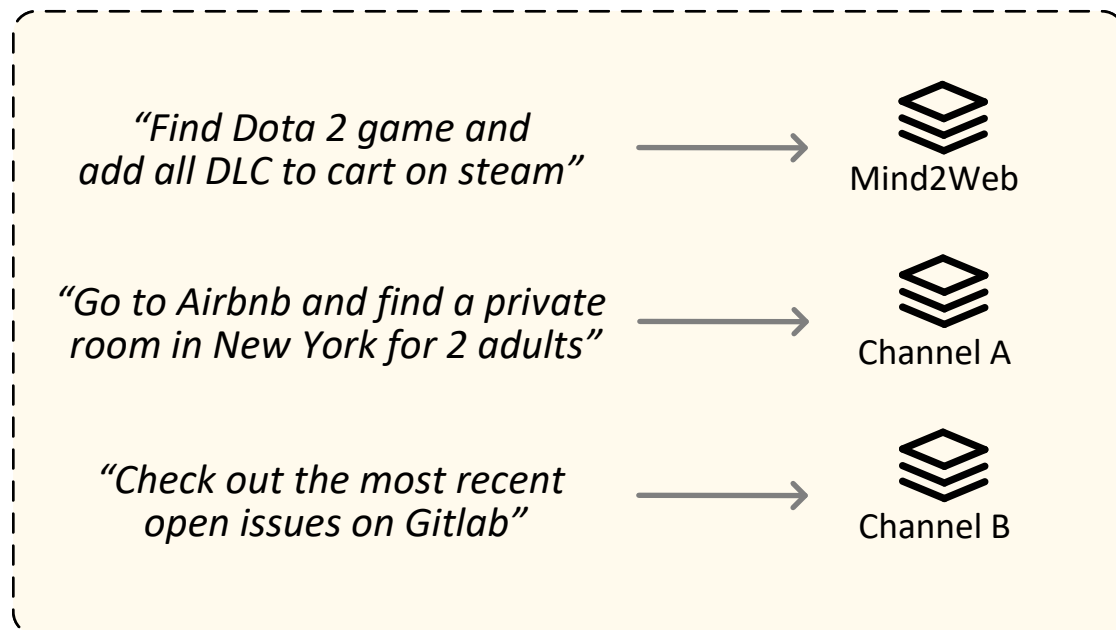 “Find Dota 2 game and
add all DLC to cart on steam”
Mind2Web
“Go to Airbnb and find a private
room in New York for 2 adults”
Channel A
“Check out the most recent
open issues on Gitlab”
Channel B